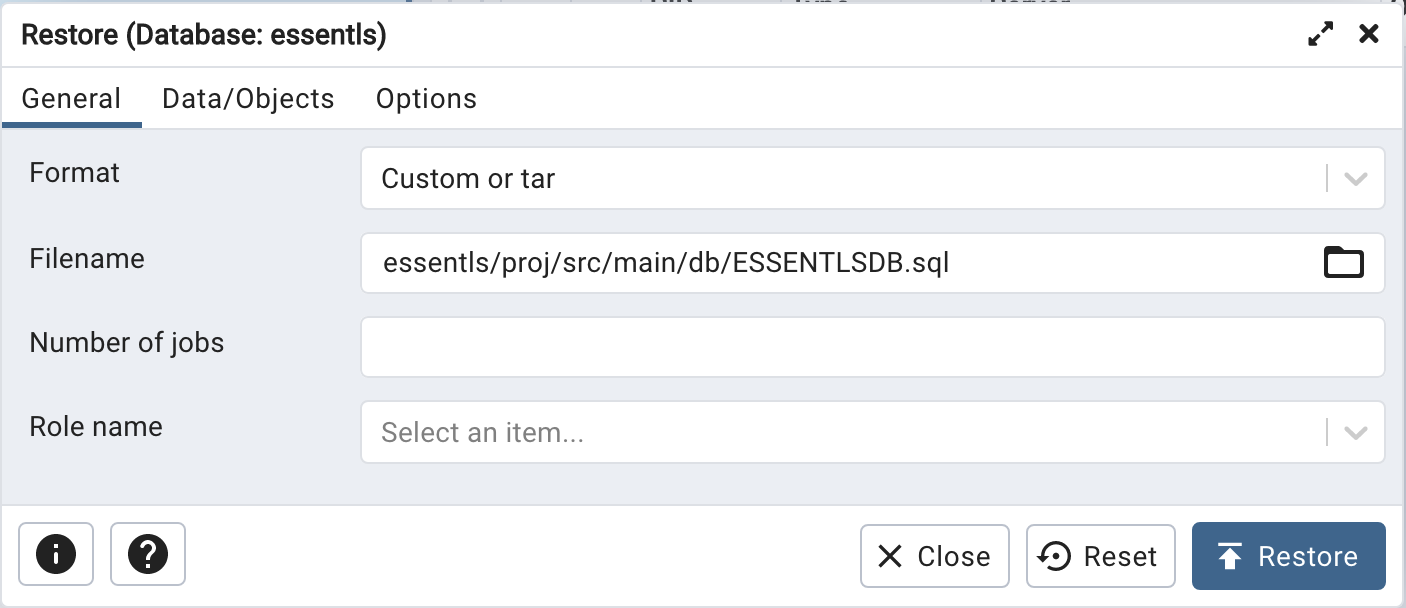 Restore (Database: essentls)
General Data/Objects Options
Format Custom or tar
Filename essentls/proj/src/main/db/ESSENTLSDB.sql
Number of jobs
Role name Select an item...
Close Reset Restore